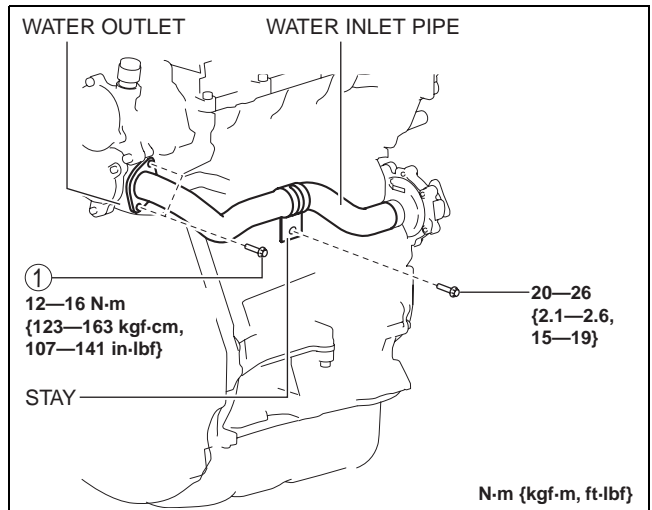 WATER OUTLET
WATER INLET PIPE
1
12—16 N·m
{123—163 kgf·cm,
107—141 in·lbf}
20—26
{2.1—2.6,
15—19}
STAY
N·m {kgf·m, ft·lbf}